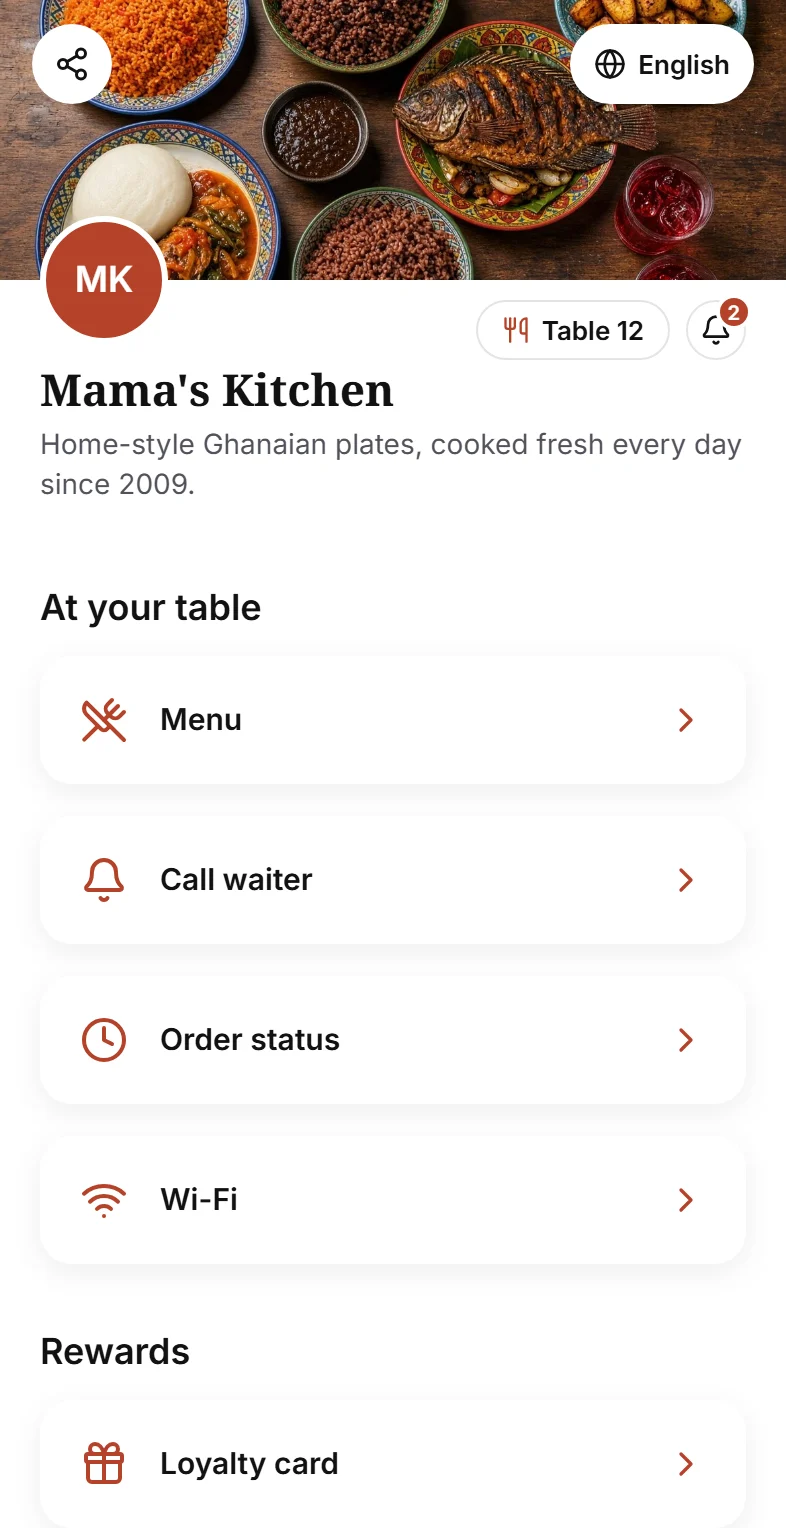 English
MK
Table 12
2
Mama's Kitchen
Home-style Ghanaian plates, cooked fresh every day
since 2009.
At your table
Menu
Call waiter
Order status
Wi-Fi
Rewards
Loyalty card